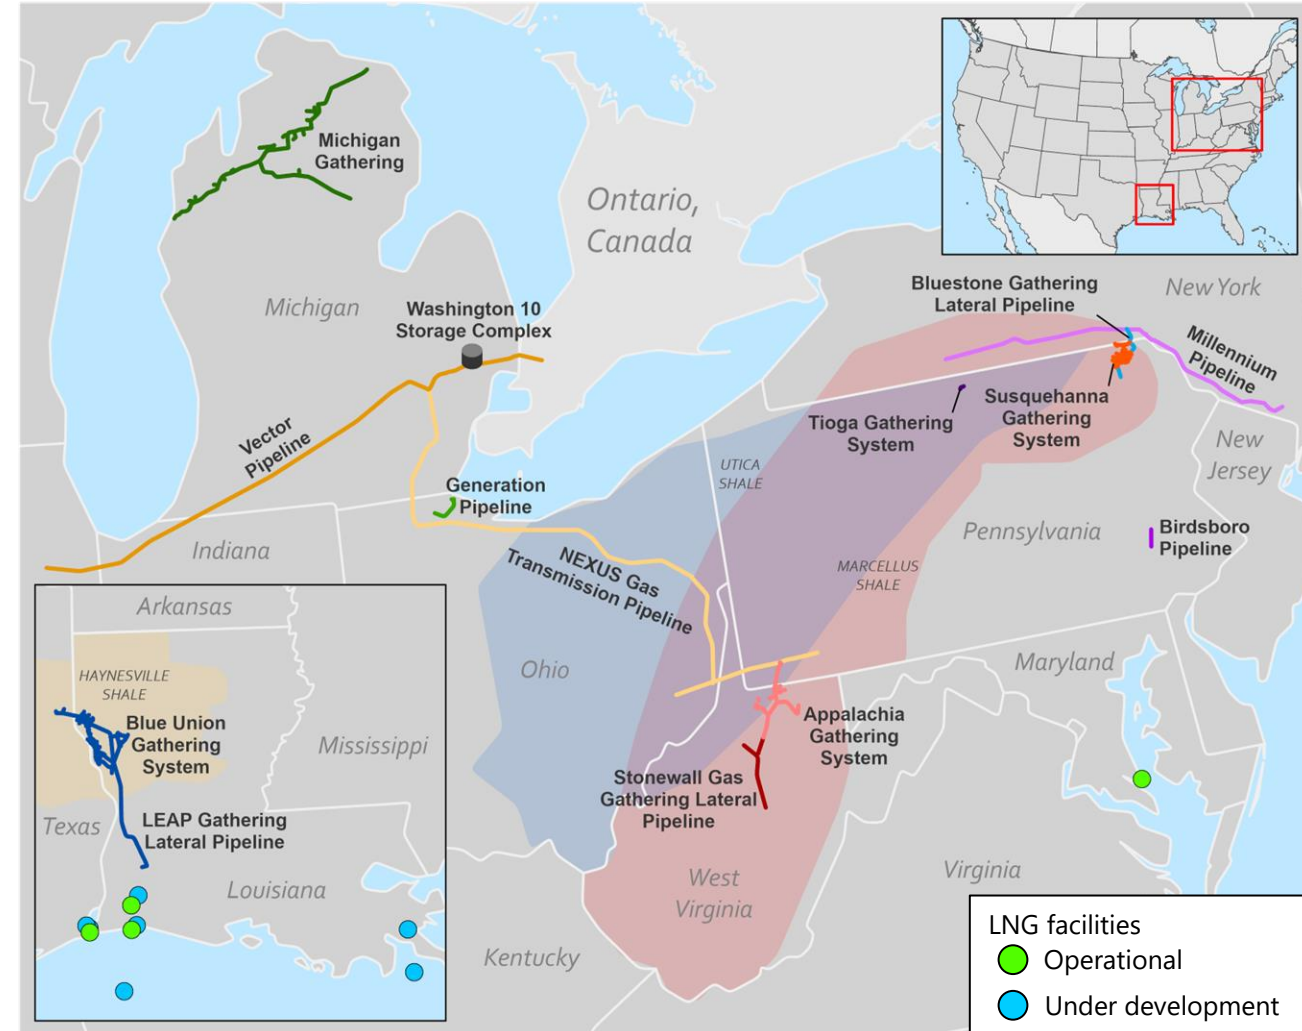 Michigan
Gathering
Ontario,
Canada
Michigan
Washington 10
Storage Complex
Bluestone Gathering
Lateral Pipeline
New York
Millennium
Pipeline
Vector
Pipeline
Tioga Gathering
System
Susquehanna
Gathering
System
New
Jersey
UTICA
SHALE
Generation
Pipeline
Indiana
NEXUS Gas
Transmission Pipeline
Pennsylvania
Birdsboro
Pipeline
MARCELLUS
SHALE
Ohio
Maryland
Arkansas
HAYNESVILLE
SHALE
Blue Union
Gathering
System
Mississippi
Appalachia
Gathering
System
Stonewall Gas
Gathering Lateral
Pipeline
Texas
LEAP Gathering
Lateral Pipeline
Louisiana
West
Virginia
Virginia
Kentucky
LNG facilities
Operational
Under development